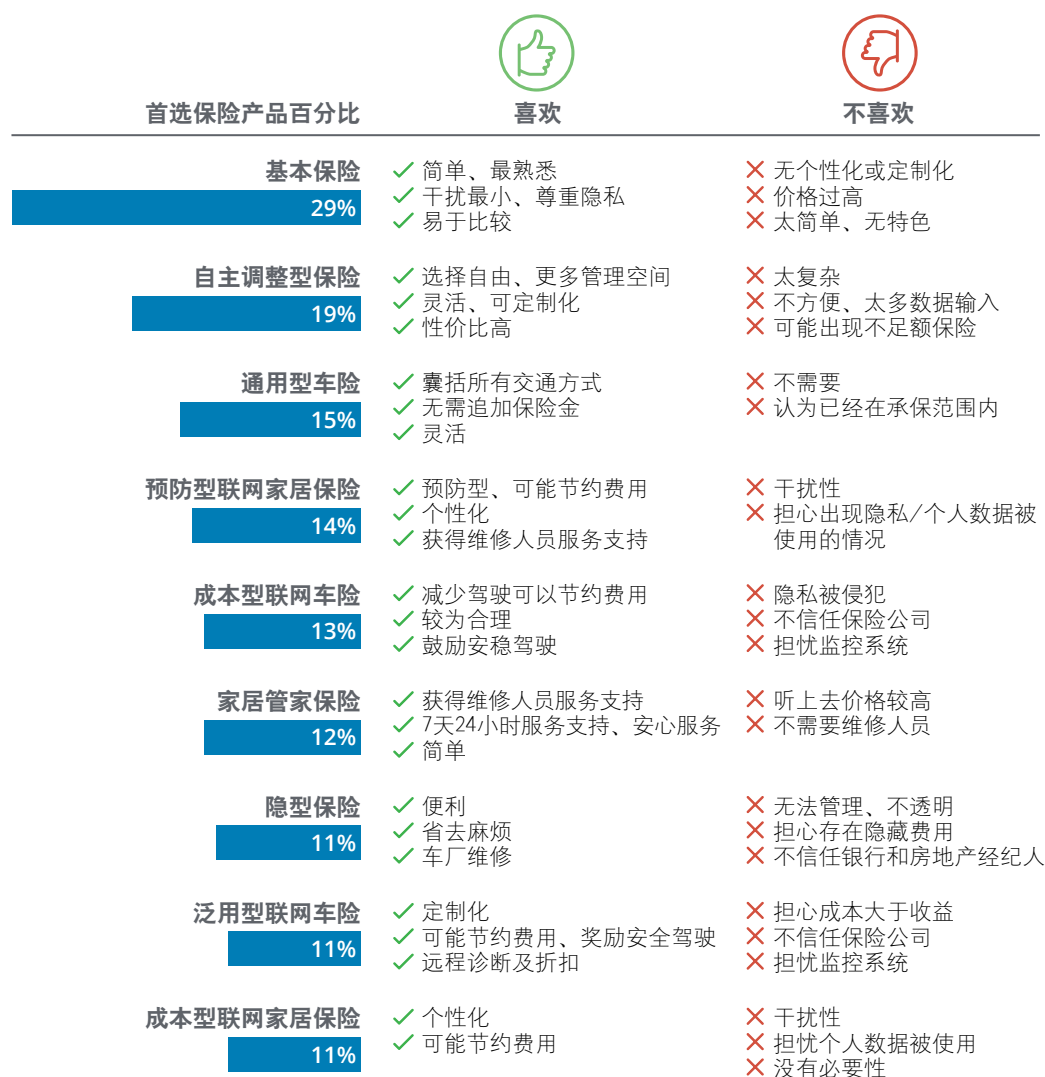 首选保险产品百分比 喜欢 不喜欢
基本保险
29%
简单、最熟悉
干扰最小、尊重隐私
易于比较
无个性化或定制化
价格过高
太简单、无特色
自主调整型保险
19%
选择自由、更多管理空间
灵活、可定制化
性价比高
太复杂
不方便、太多数据输入
可能出现不足额保险
通用型车险
15%
囊括所有交通方式
无需追加保险金
灵活
不需要
认为已经在承保范围内
预防型联网家居保险
14%
预防型、可能节约费用
个性化
获得维修人员服务支持
干扰性
担心出现隐私/个人数据被
使用的情况
成本型联网车险
13%
减少驾驶可以节约费用
较为合理
鼓励安稳驾驶
隐私被侵犯
不信任保险公司
担忧监控系统
家居管家保险
12%
获得维修人员服务支持
7天24小时服务支持、安心服务
简单
听上去价格较高
不需要维修人员
隐型保险
11%
便利
省去麻烦
车厂维修
无法管理、不透明
担心存在隐藏费用
不信任银行和房地产经纪人
泛用型联网车险
11%
定制化
可能节约费用、奖励安全驾驶
远程诊断及折扣
担心成本大于收益
不信任保险公司
担忧监控系统
成本型联网家居保险
11%
个性化
可能节约费用
干扰性
担忧个人数据被使用
没有必要性